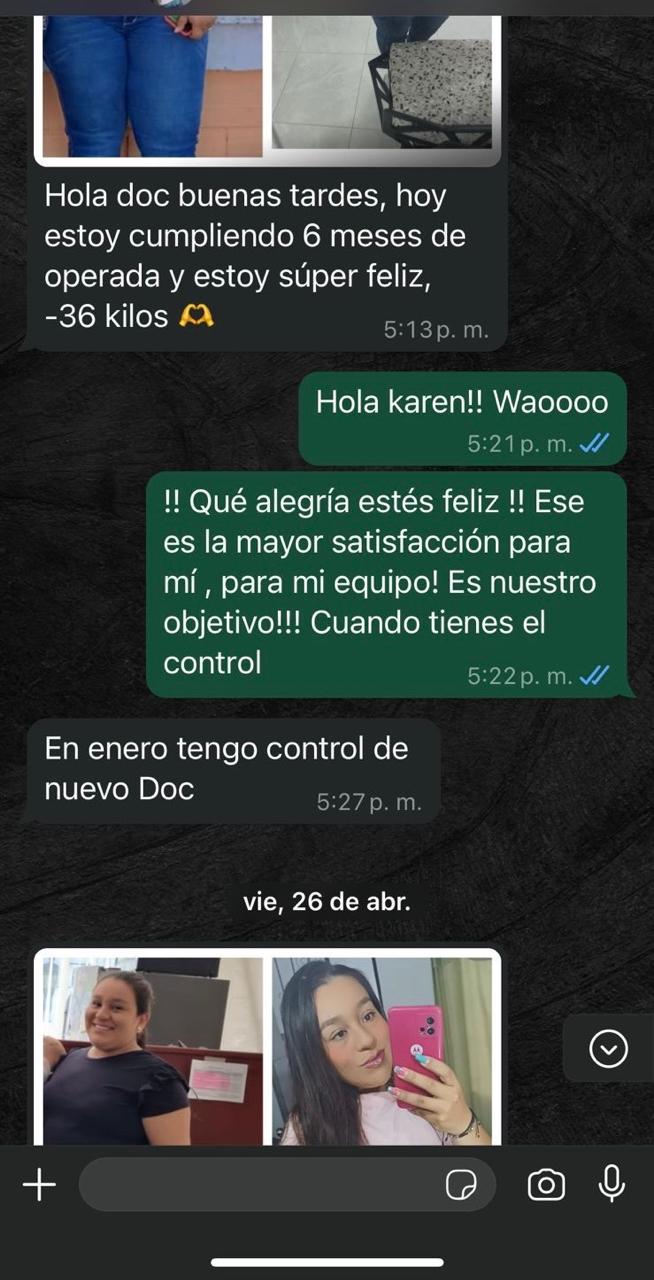 Hola doc buenas tardes, hoy
estoy cumpliendo 6 meses de
operada y estoy súper feliz,
-36 kilos 🫶
5:13 p. m.
Hola karen!! Waoooo
5:21 p. m.
!! Qué alegría estés feliz !! Ese
es la mayor satisfacción para
mí , para mi equipo! Es nuestro
objetivo!!! Cuando tienes el
control
5:22 p. m.
En enero tengo control de
nuevo Doc
5:27 p. m.
vie, 26 de abr.